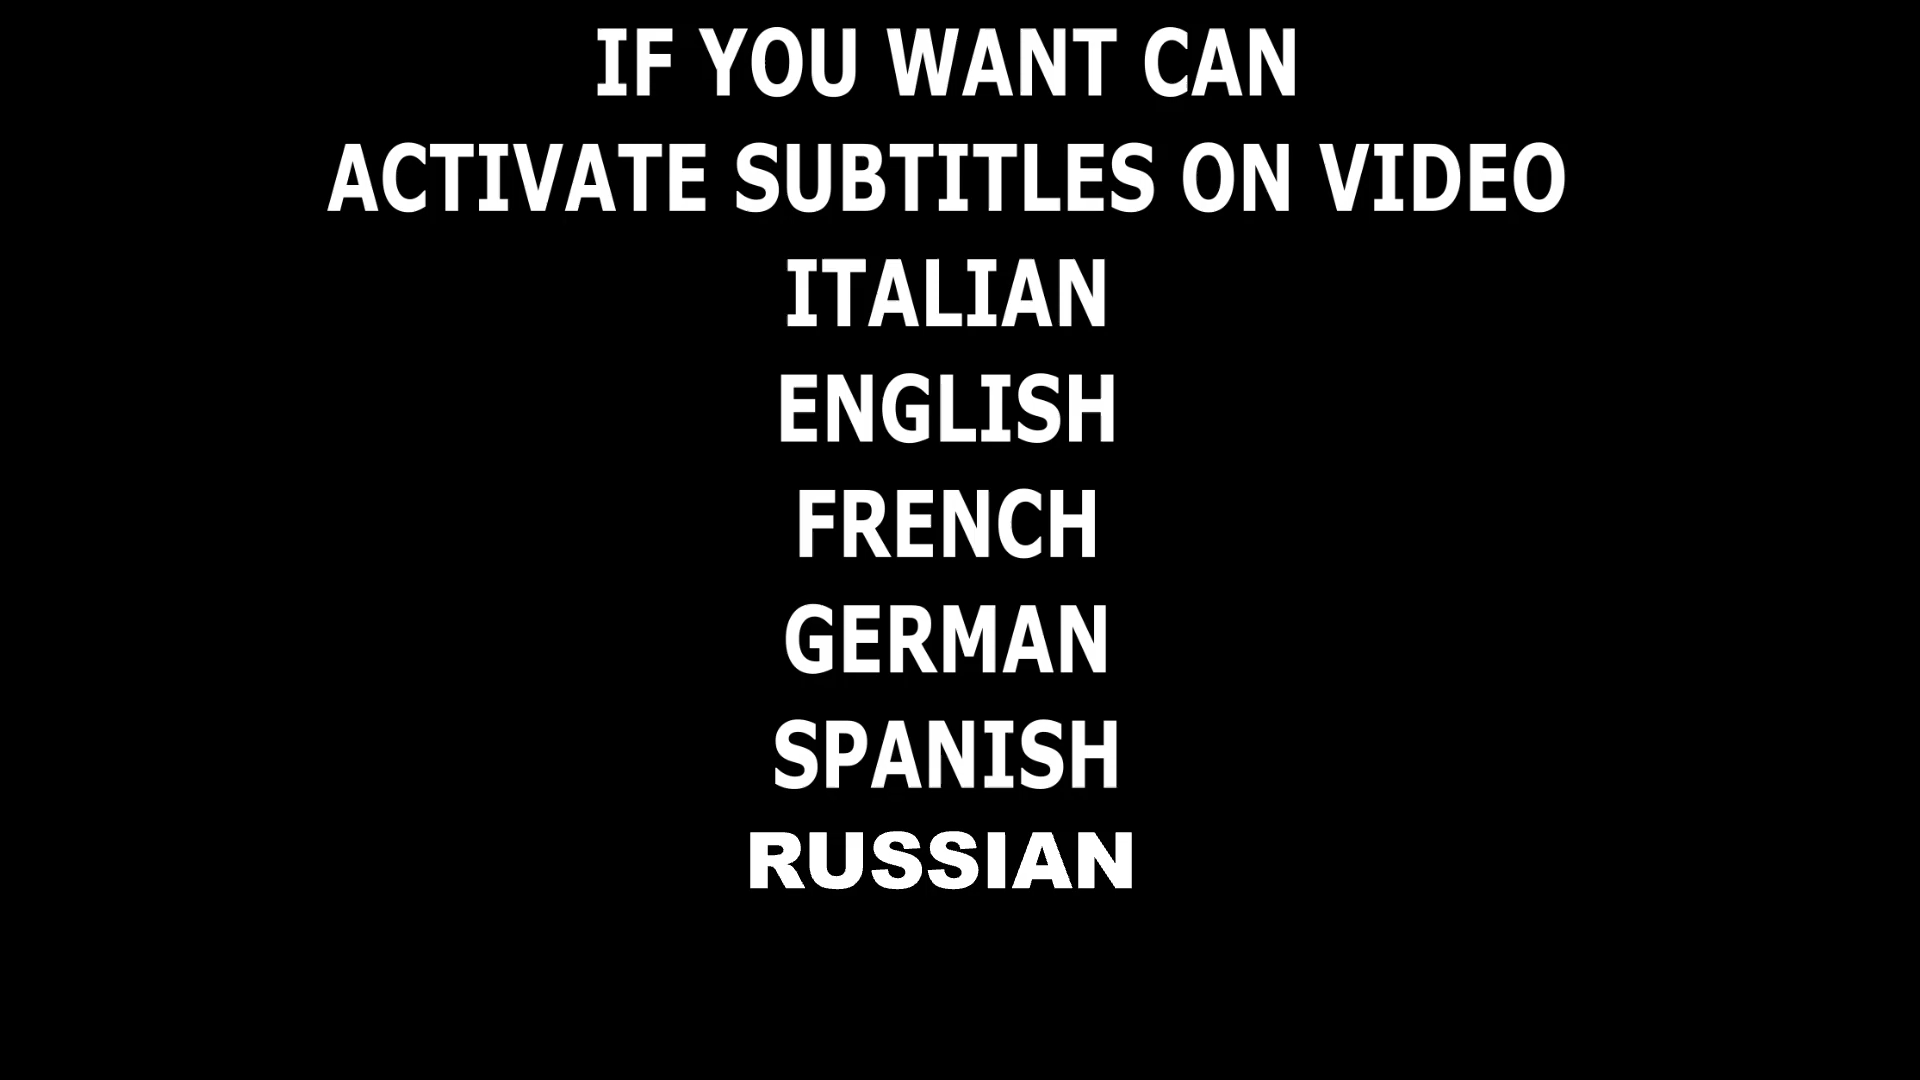 IF YOU WANT CAN
ACTIVATE SUBTITLES ON VIDEO
ITALIAN
ENGLISH
FRENCH
GERMAN
SPANISH
RUSSIAN